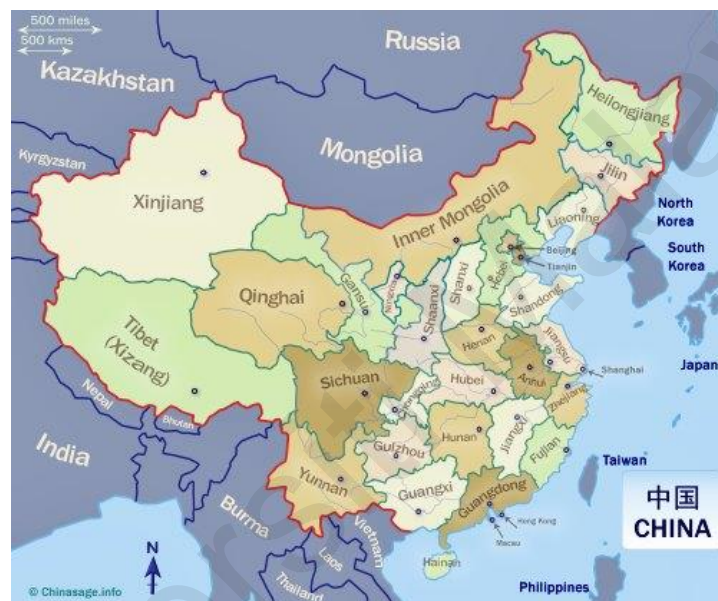 500 miles
500 kms
Russia
Kazakhstan
Heilongjiang
Mongolia
Kyrgyzstan
Jilin
Xinjiang
Inner Mongolia
Liaoning
North
Korea
Beijing
Tianjin
South
Korea
Hebei
Gansu
Ningxia
Shanxi
Shaanxi
Qinghai
Shandong
Tibet
(Xizang)
Henan
Jiangsu
Japan
Shanghai
Sichuan
Hubei
Anhui
Chongqing
Zhejiang
Nepal
Bhutan
India
Guizhou
Hunan
Jiangxi
Fujian
Taiwan
Yunnan
Guangxi
Guangdong
Hong Kong
Macau
Burma
Vietnam
Laos
Thailand
Hainan
中国
CHINA
N
Philippines
© Chinasage.info